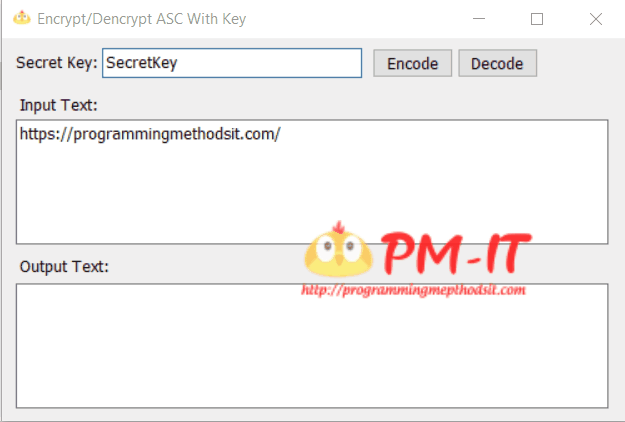 Encrypt/Dencrypt ASC With Key
Secret Key: SecretKey Encode Decode
Input Text:
https://programmingmethodsit.com/
PM-IT
Output Text:
http://programmingmepthodsit.com